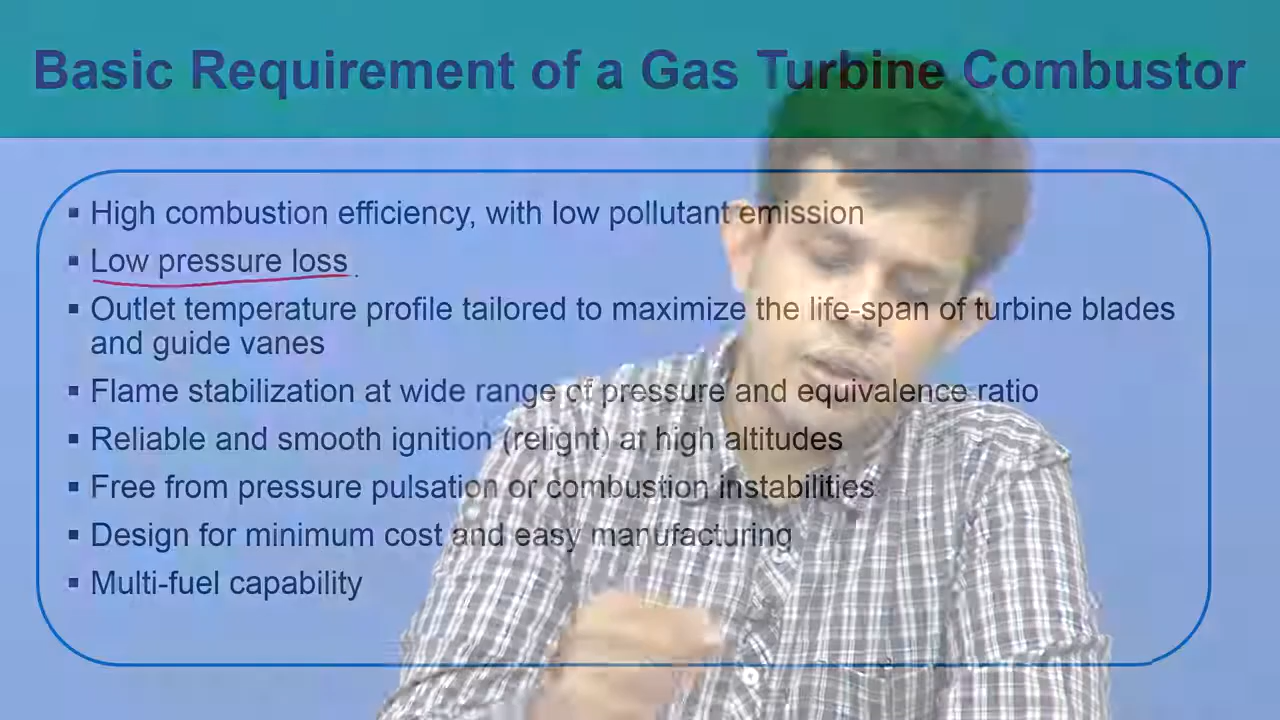 Basic Requirement of a Gas Turbine Combustor
▪ High combustion efficiency, with low pollutant emission
▪ Low pressure loss
▪ Outlet temperature profile tailored to maximize the life-span of turbine blades
and guide vanes
▪ Flame stabilization at wide range of pressure and equivalence ratio
▪ Reliable and smooth ignition (relight) at high altitudes
▪ Free from pressure pulsation or combustion instabilities
▪ Design for minimum cost and easy manufacturing
▪ Multi-fuel capability